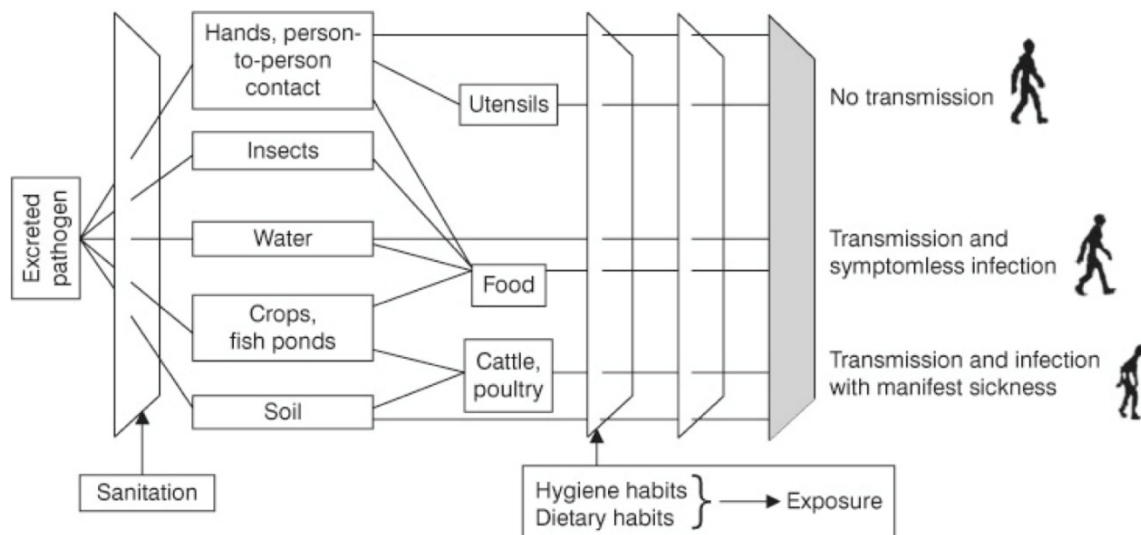 Excreted
pathogen
Sanitation
Hands, person-
to-person
contact
Insects
Water
Crops,
fish ponds
Soil
Utensils
Food
Cattle,
poultry
Hygiene habits
Dietary habits
Exposure
No transmission
Transmission and
symptomless infection
Transmission and infection
with manifest sickness